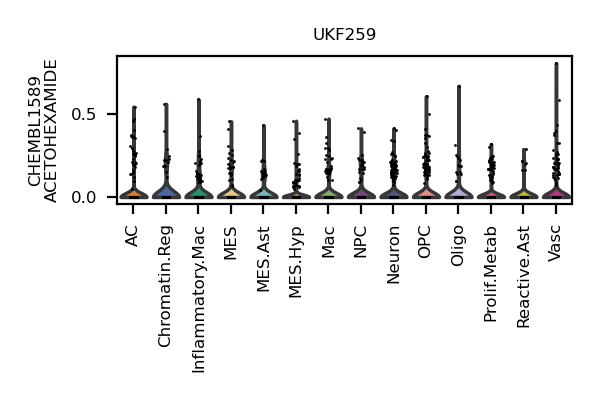 UKF259
CHEMBL1589
ACETOHEXAMIDE
0.5
0.0
AC
Chromatin.Reg
Inflammatory.Mac
MES
MES.Ast
MES.Hyp
Mac
NPC
Neuron
OPC
Oligo
Prolif.Metab
Reactive.Ast
Vasc